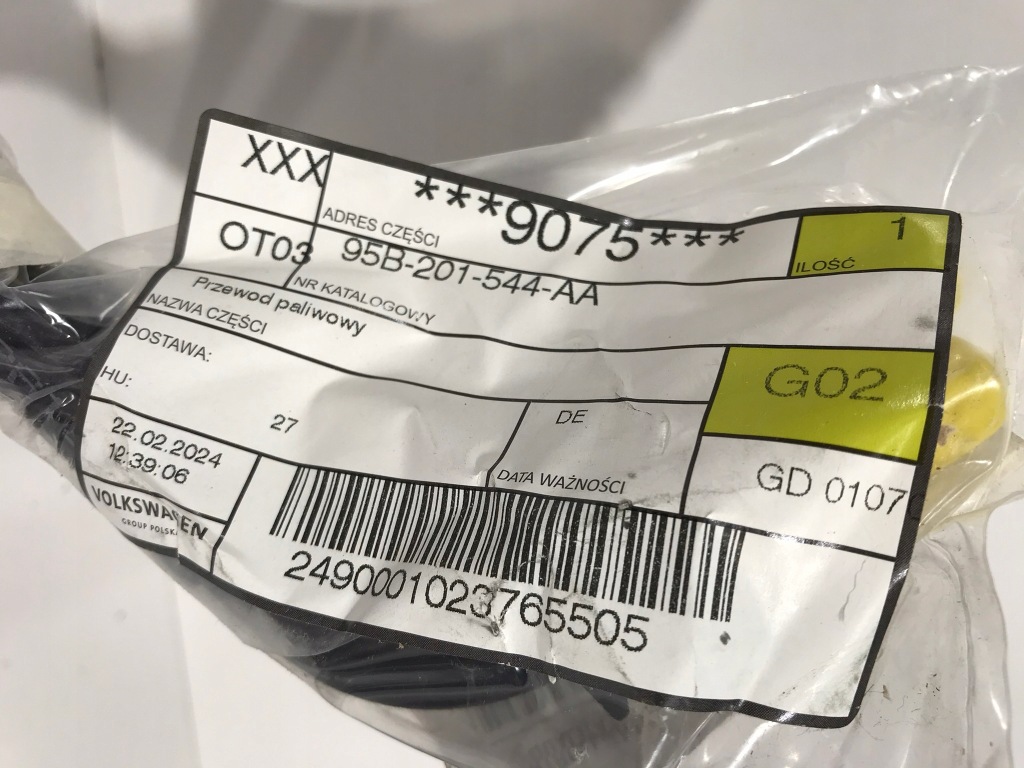 XXX
***9075***
ADRES CZĘŚCI
1
ILOŚĆ
OT03
95B-201-544-AA
NR KATALOGOWY
Przewod paliwowy
NAZWA CZĘŚCI
DOSTAWA:
HU:
27
DE
DATA WAŻNOŚCI
G02
GD 0107
22.02.2024
12:39:06
VOLKSWAGEN
GROUP POLSKA
2490001023765505